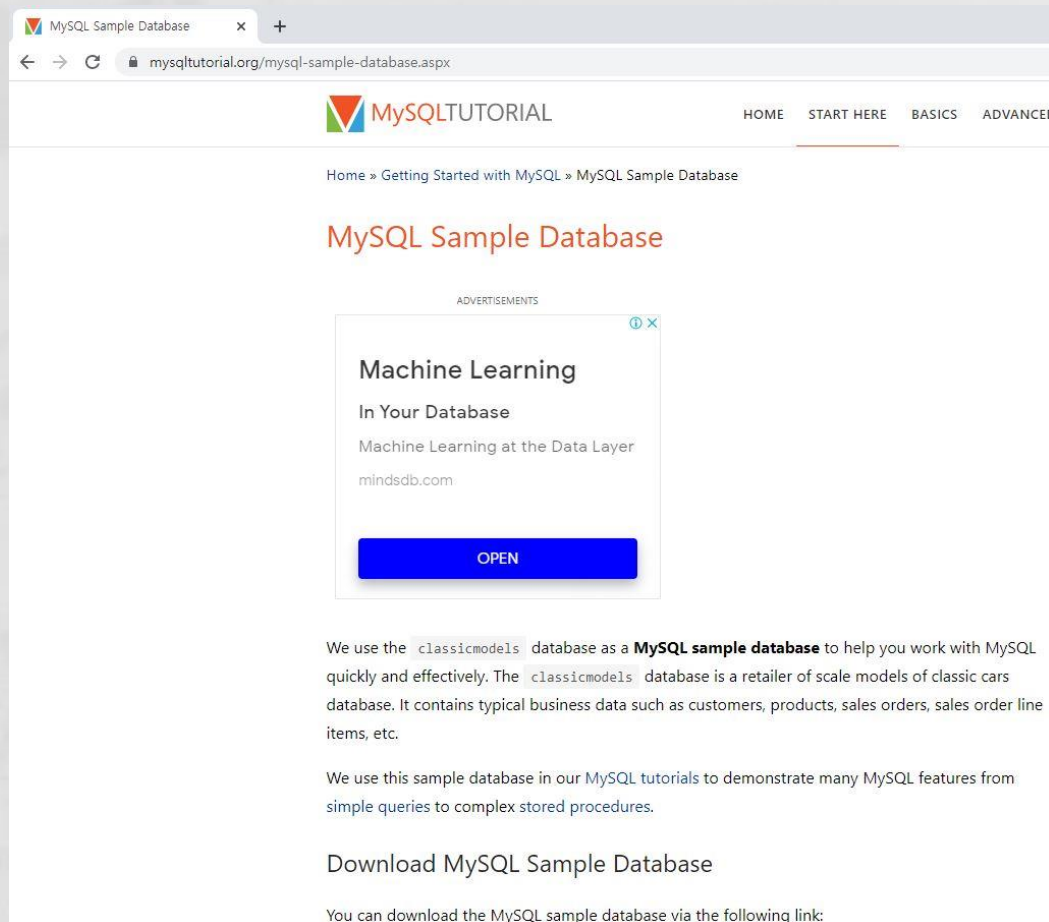 MySQL Sample Database
mysqltutorial.org/mysql-sample-database.aspx
MySQLTUTORIAL
HOME START HERE BASICS ADVANCED
Home » Getting Started with MySQL » MySQL Sample Database
MySQL Sample Database
ADVERTISEMENTS
Machine Learning
In Your Database
Machine Learning at the Data Layer
mindsdb.com
OPEN
We use the classicmodels database as a MySQL sample database to help you work with MySQL
quickly and effectively. The classicmodels database is a retailer of scale models of classic cars
database. It contains typical business data such as customers, products, sales orders, sales order line
items, etc.
We use this sample database in our MySQL tutorials to demonstrate many MySQL features from
simple queries to complex stored procedures.
Download MySQL Sample Database
You can download the MySQL sample database via the following link: